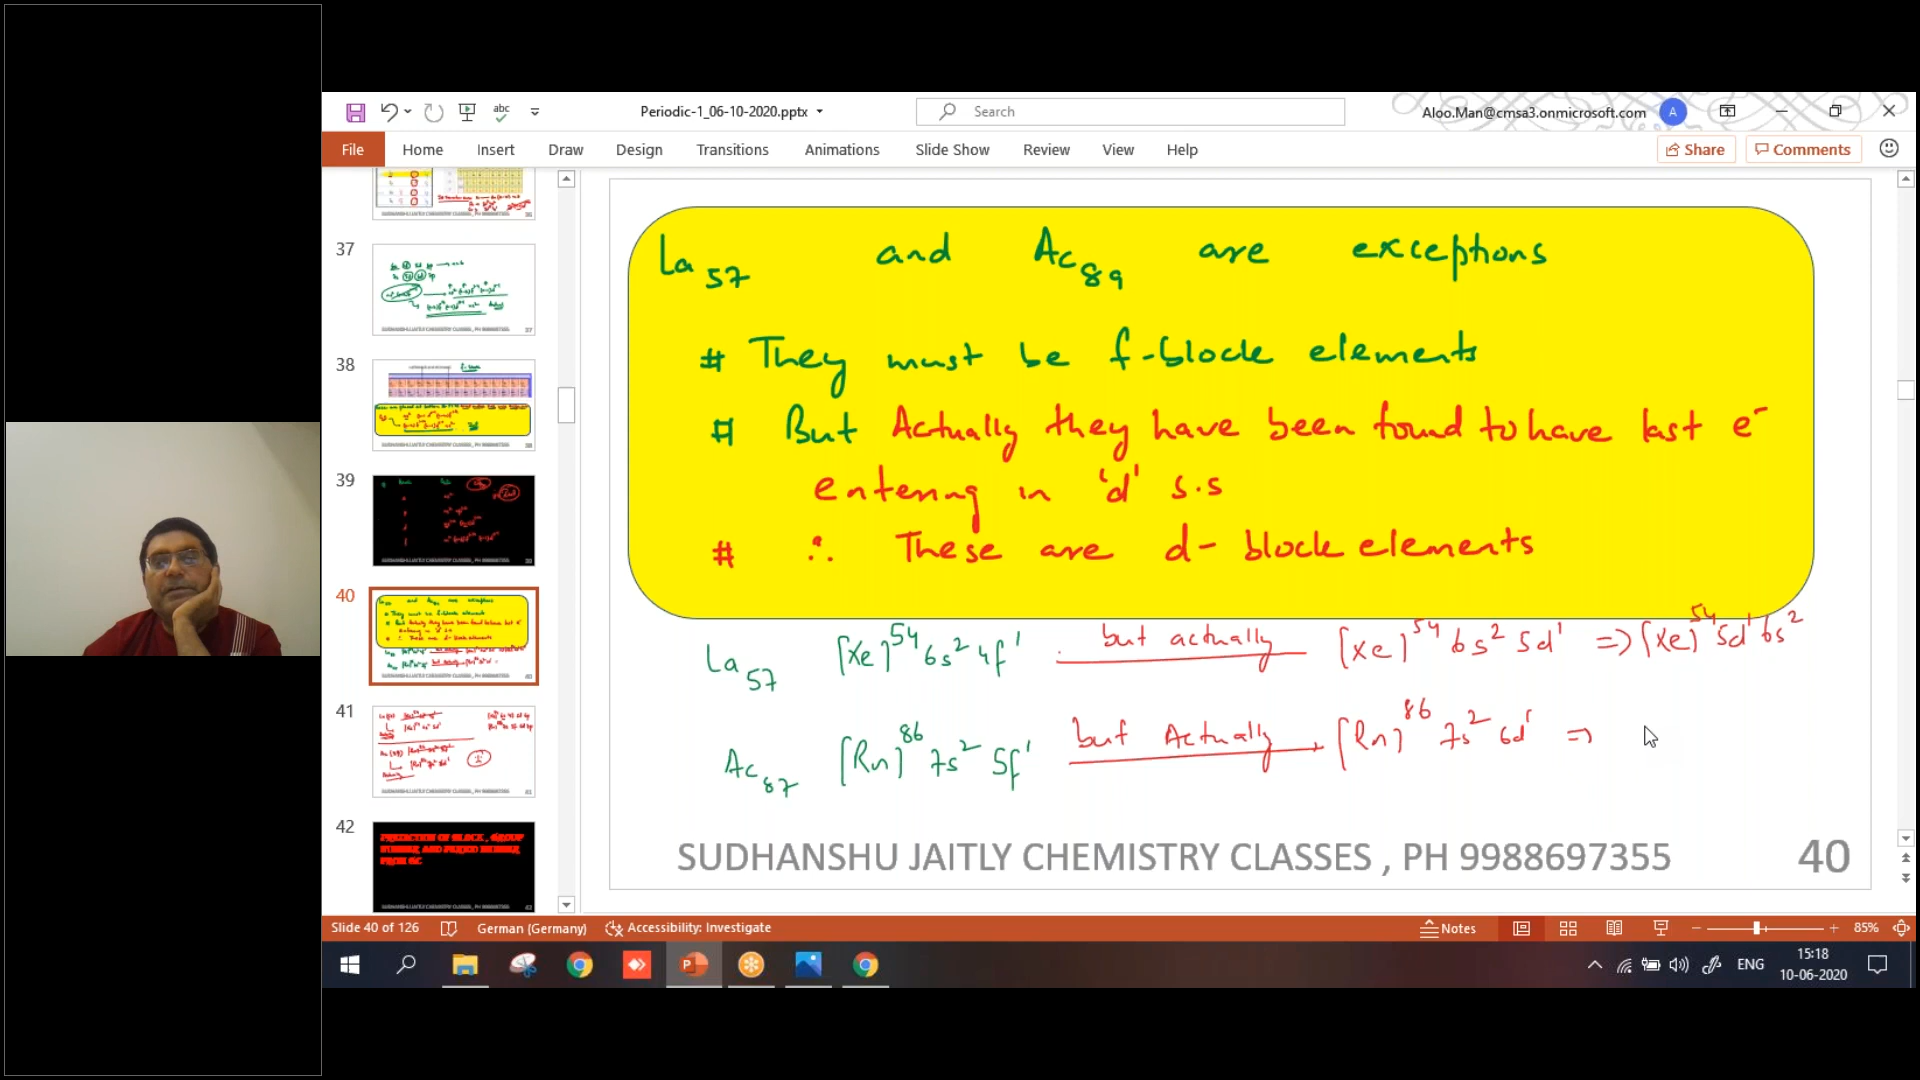 abc
Periodic-1_06-10-2020.pptx
Search
Aloo.Man@cmsa3.onmicrosoft.com
A
File Home Insert Draw Design Transitions Animations Slide Show Review View Help
Share Comments
37
38
39
40
41
42
La57 and Ac89 are exceptions
# They must be f-block elements
# But Actually they have been found to have last e-
entering in 'd' s.s
# ∴ These are d-block elements
La57 [Xe]54 6s2 4f1 but actually [Xe]54 6s2 5d1 => [Xe]54 5d1 6s2
Ac87 [Rn]86 7s2 5f1 but Actually [Rn]86 7s2 6d1 =>
SUDHANSHU JAITLY CHEMISTRY CLASSES , PH 9988697355 40
Slide 40 of 126 German (Germany) Accessibility: Investigate Notes 85%
ENG 15:18
10-06-2020